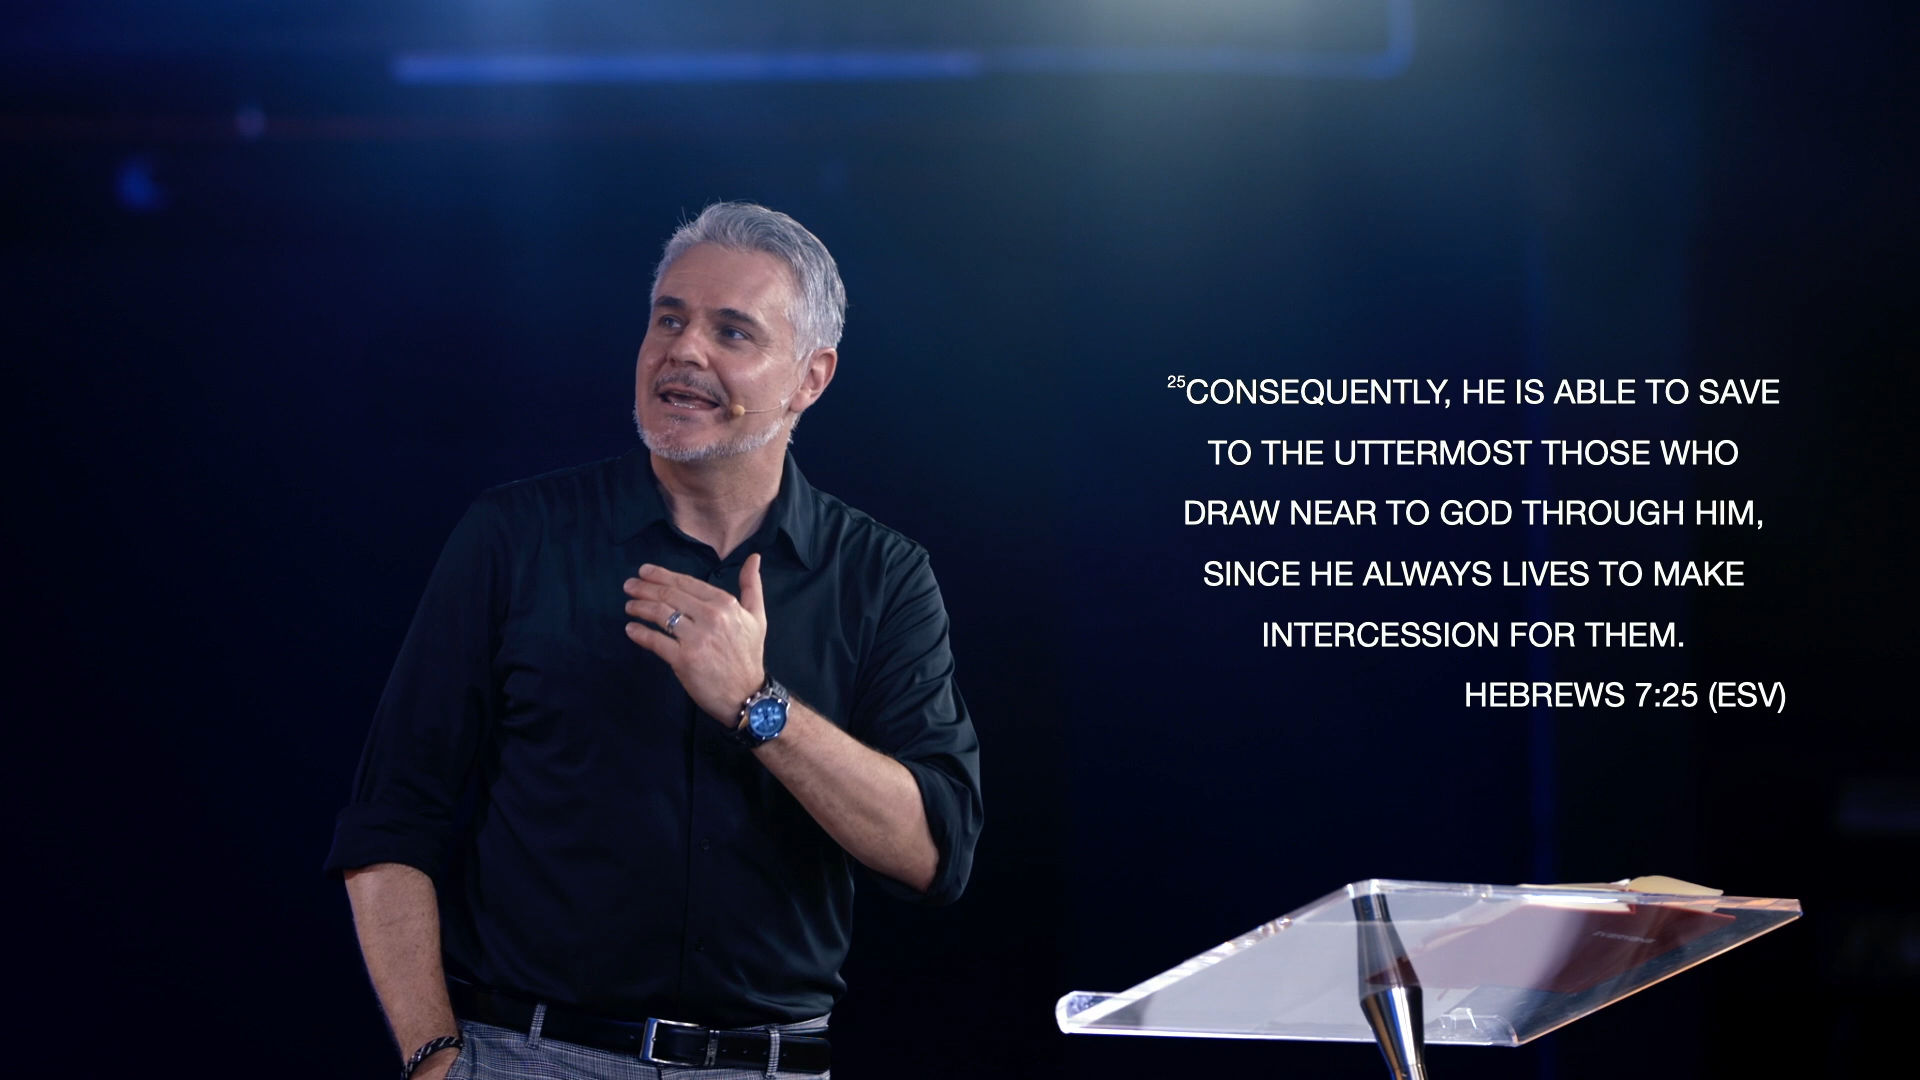 ²⁵CONSEQUENTLY, HE IS ABLE TO SAVE
TO THE UTTERMOST THOSE WHO
DRAW NEAR TO GOD THROUGH HIM,
SINCE HE ALWAYS LIVES TO MAKE
INTERCESSION FOR THEM.
HEBREWS 7:25 (ESV)